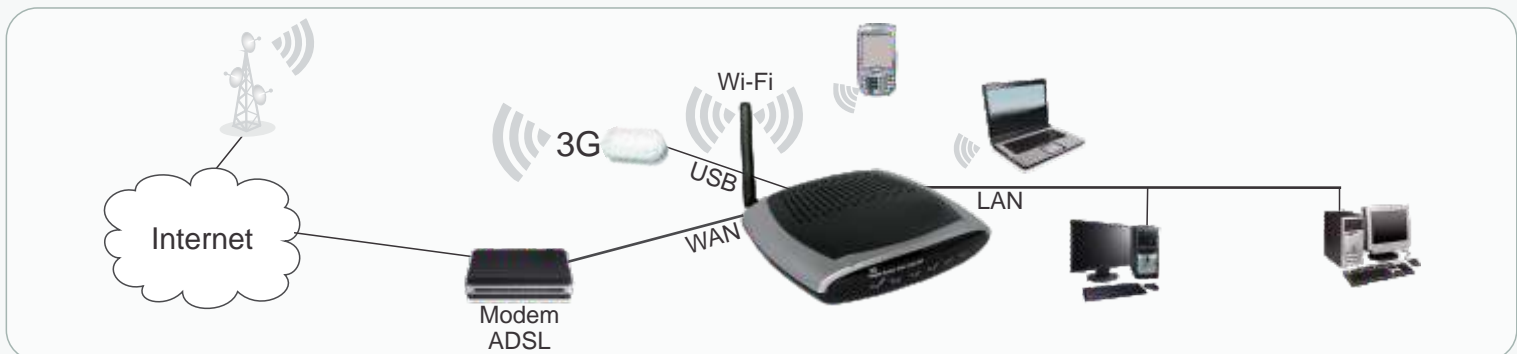 Wi-Fi
3G
USB
LAN
WAN
Internet
Modem
ADSL